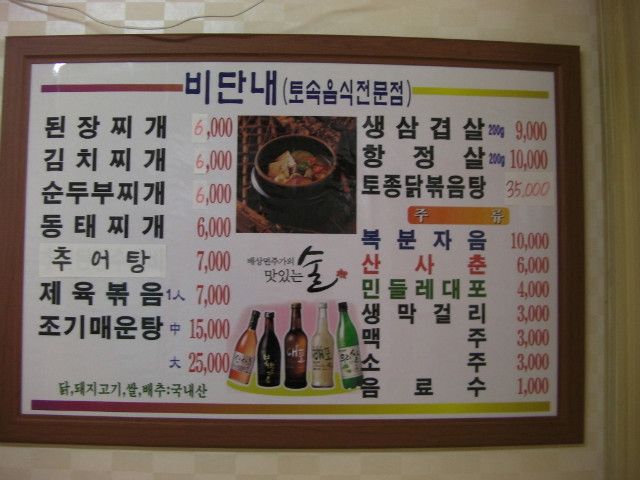 비단내(토속음식전문점)
된장찌개 6,000
김치찌개 6,000
순두부찌개 6,000
동태찌개 6,000
추어탕 7,000
제육볶음 1人 7,000
조기매운탕 中 15,000
大 25,000
닭,돼지고기,쌀,배추:국내산
배상면주가의
맛있는 술
생삼겹살 200g 9,000
항정살 200g 10,000
토종닭볶음탕 35,000
주류
복분자음 10,000
산사춘 6,000
민들레대포 4,000
생막걸리 3,000
맥주 3,000
소주 3,000
음료수 1,000